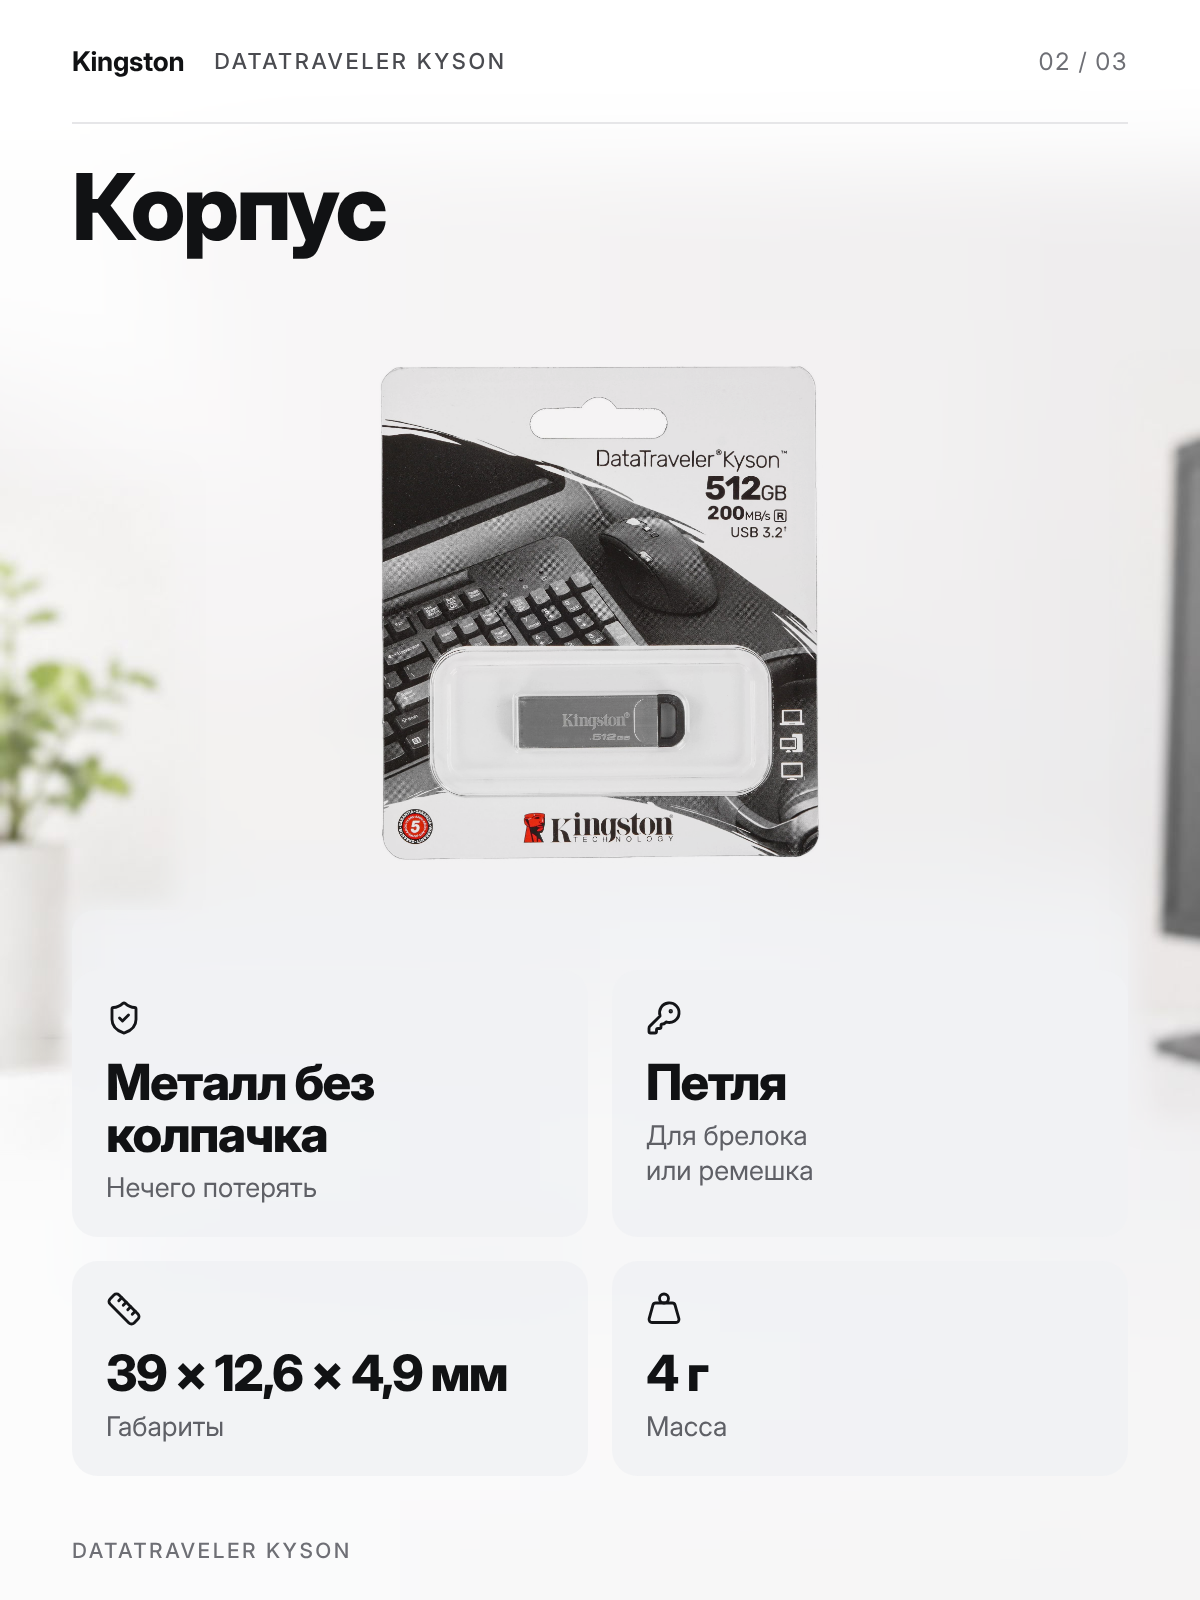 Kingston DATATRAVELER KYSON 02 / 03
Корпус
DataTraveler® Kyson™
512GB
200MB/s R
USB 3.2†
Kingston®
512GB
5
Kingston
TECHNOLOGY
Металл без
колпачка
Нечего потерять
Петля
Для брелока
или ремешка
39 × 12,6 × 4,9 мм
Габариты
4 г
Масса
DATATRAVELER KYSON